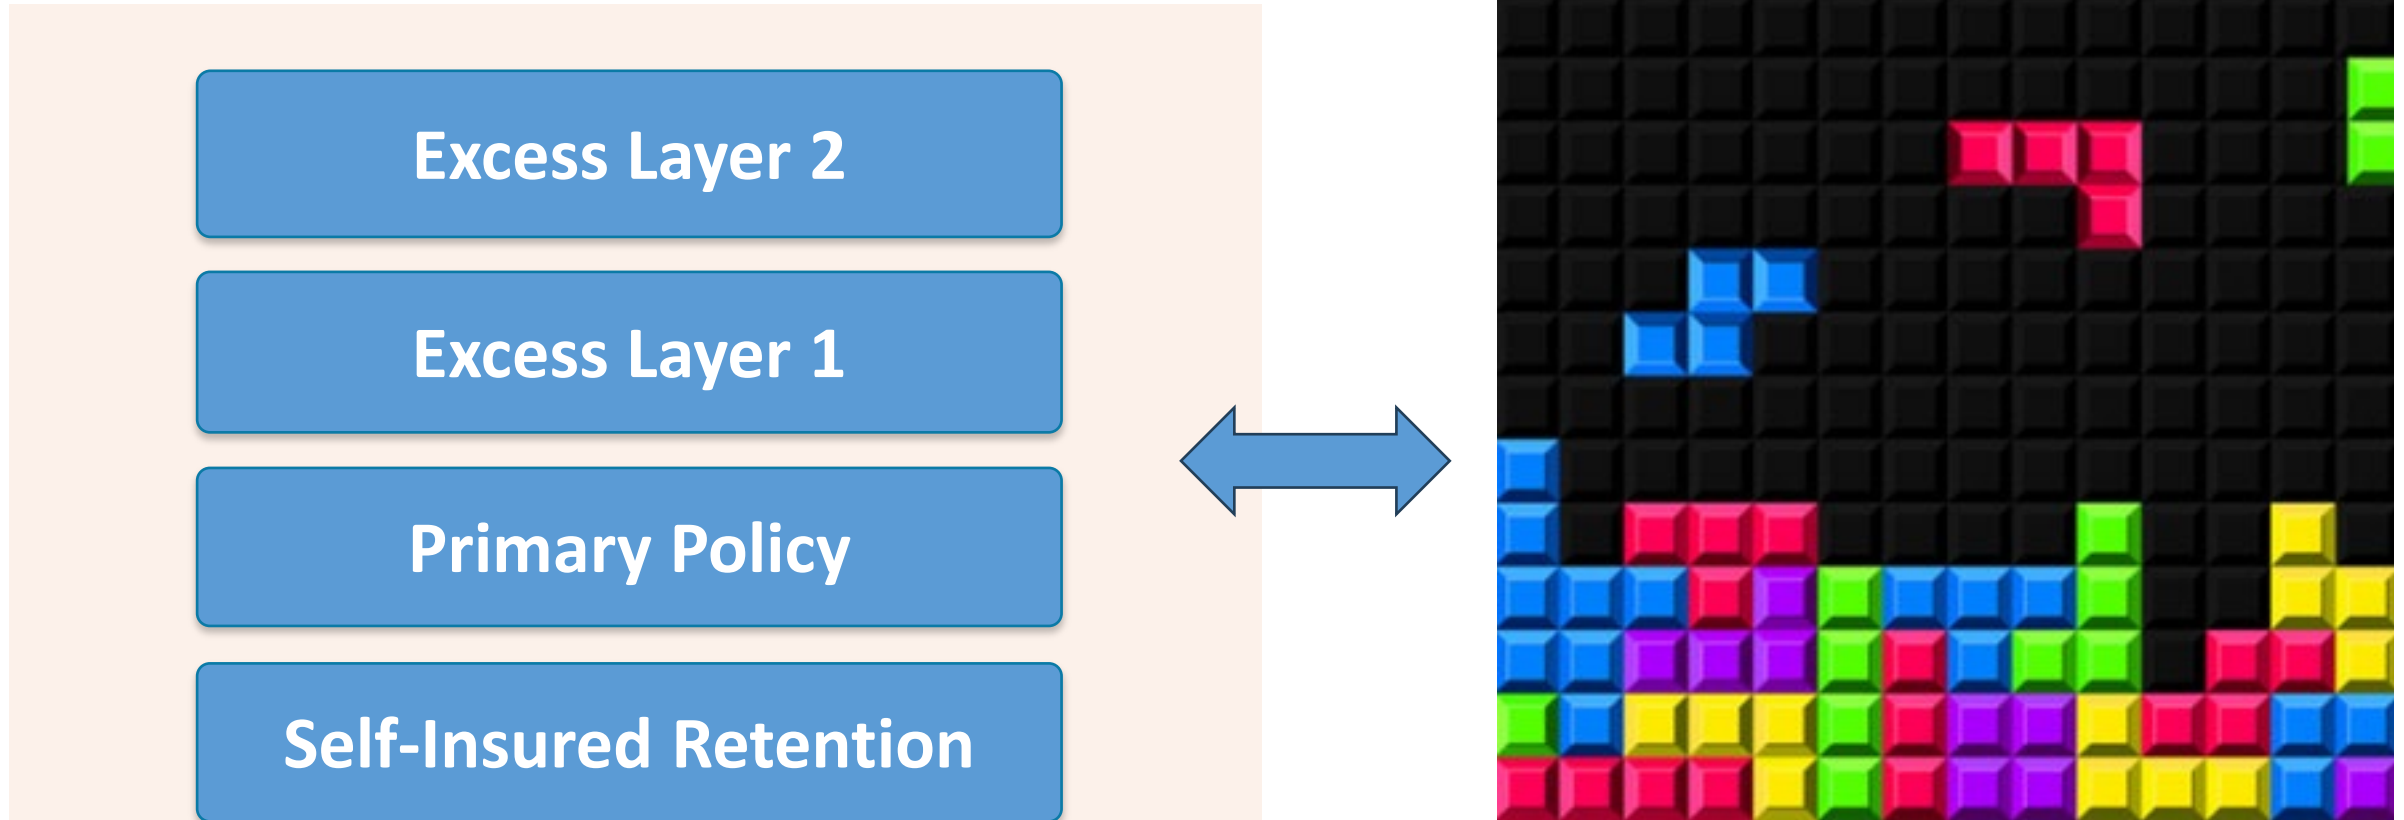 Excess Layer 2
Excess Layer 1
Primary Policy
Self-Insured Retention